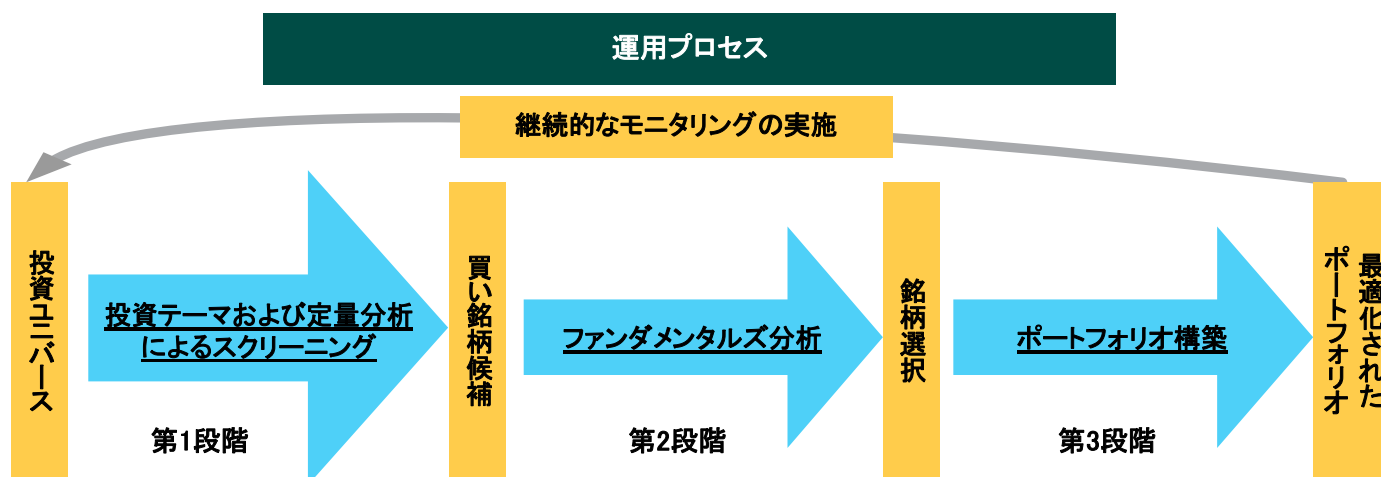 運用プロセス
継続的なモニタリングの実施
投資ユニバース
投資テーマおよび定量分析
によるスクリーニング
第1段階
買い銘柄候補
ファンダメンタルズ分析
第2段階
銘柄選択
ポートフォリオ構築
第3段階
最適化された
ポートフォリオ